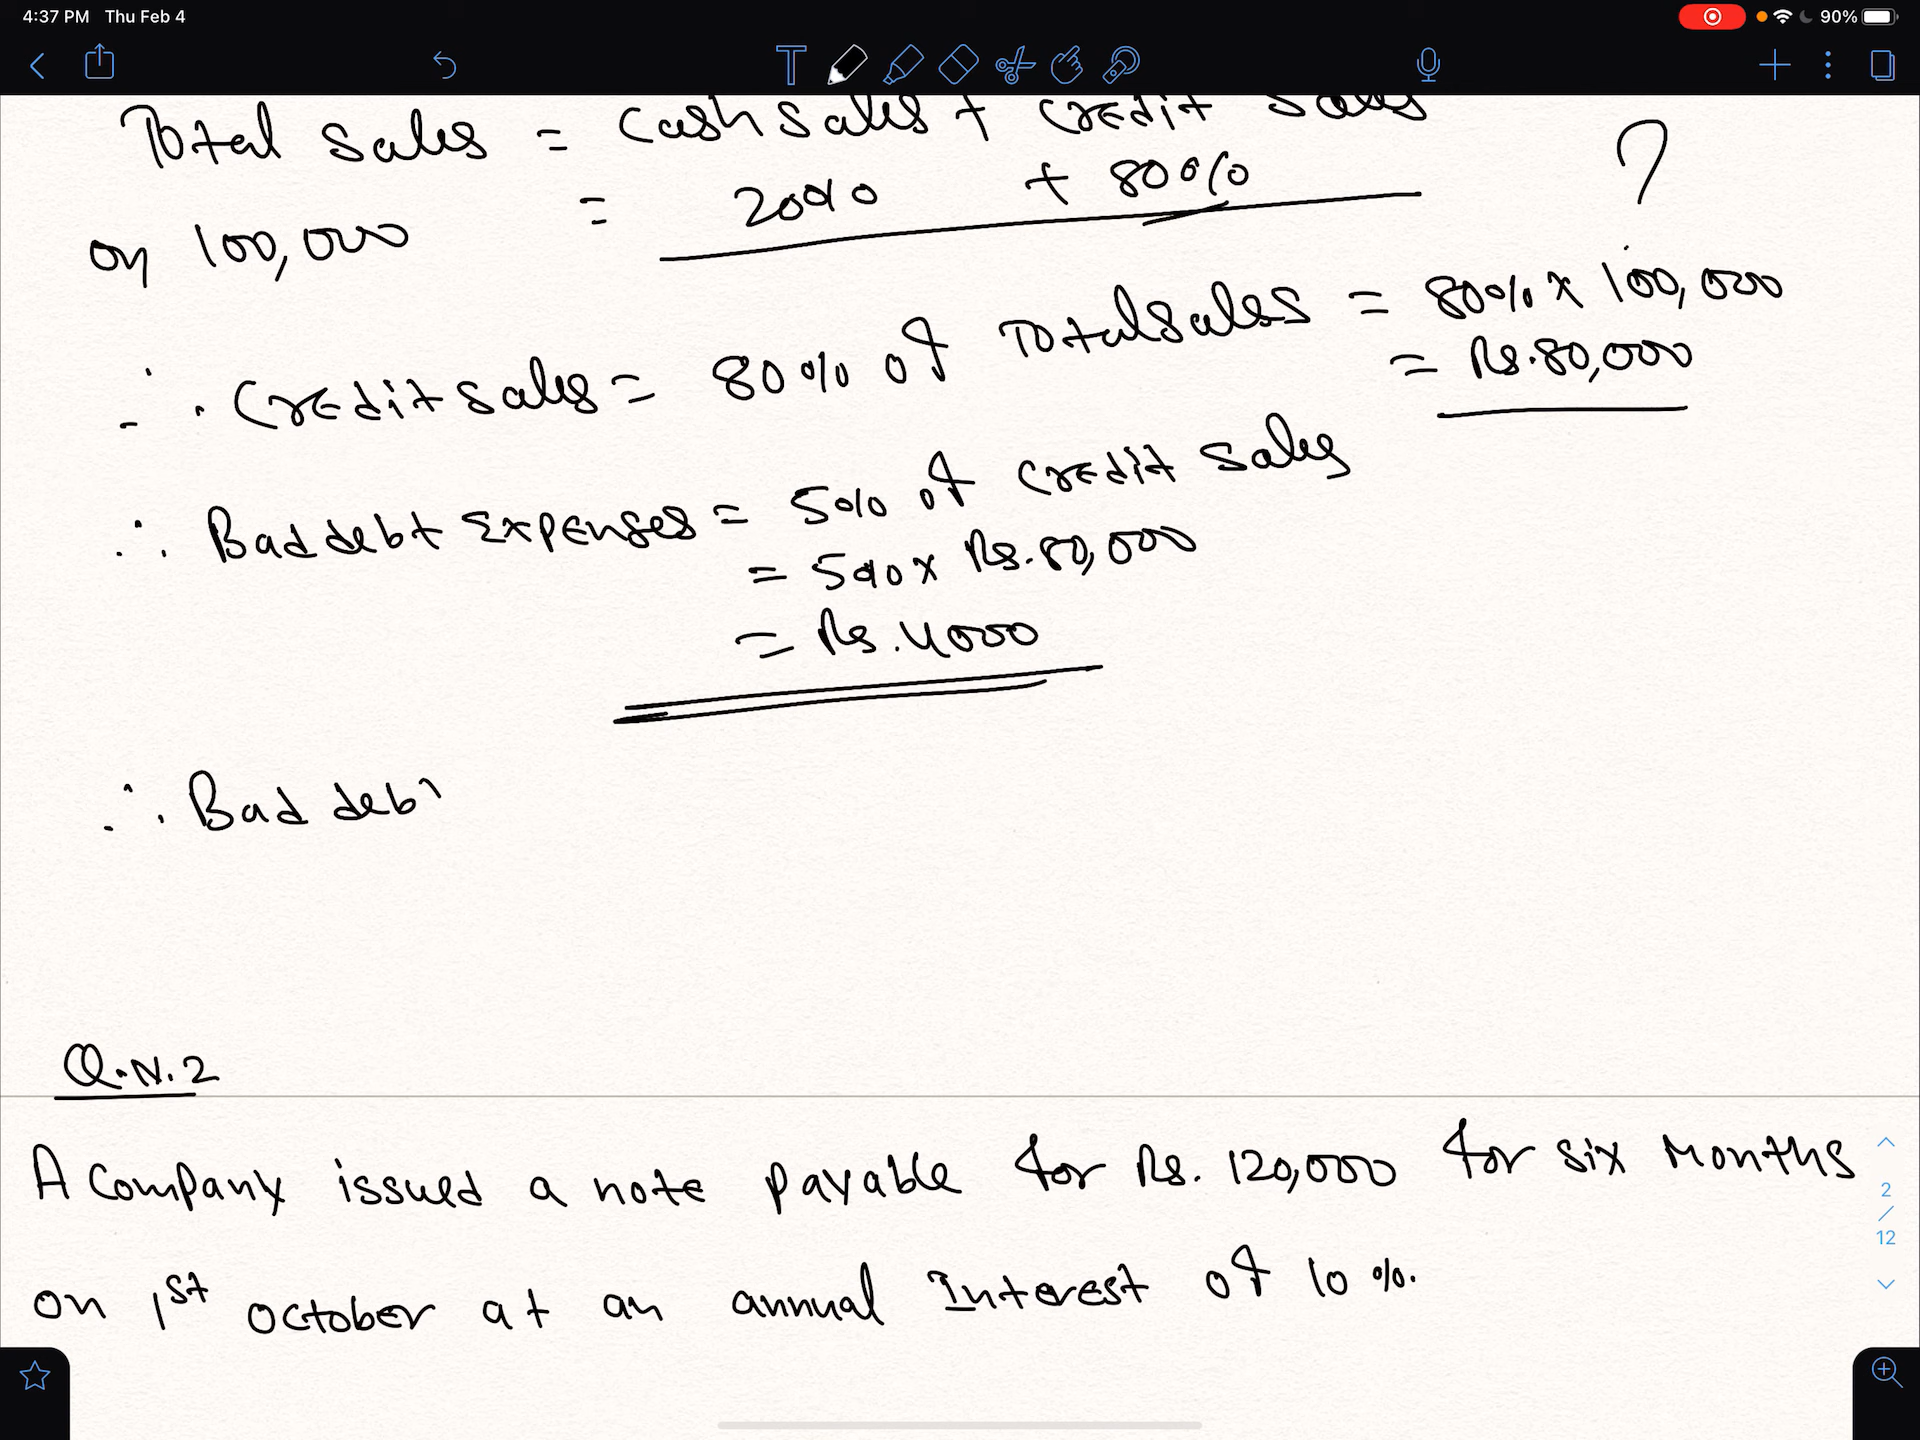 4:37 PM Thu Feb 4
90%
Total Sales = Cash Sales + Credit Sales
= 20% + 80% ?
on 100,000
∴ Credit Sales = 80% of Total Sales = 80% x 100,000
= Rs. 80,000
∴ Bad debt Expenses = 5% of credit Sales
= 5% x Rs. 80,000
= Rs. 4000
∴ Bad debt
Q.N.2
A Company issued a note payable for Rs. 120,000 for six Months
on 1st October at an annual Interest of 10%.
2
/
12